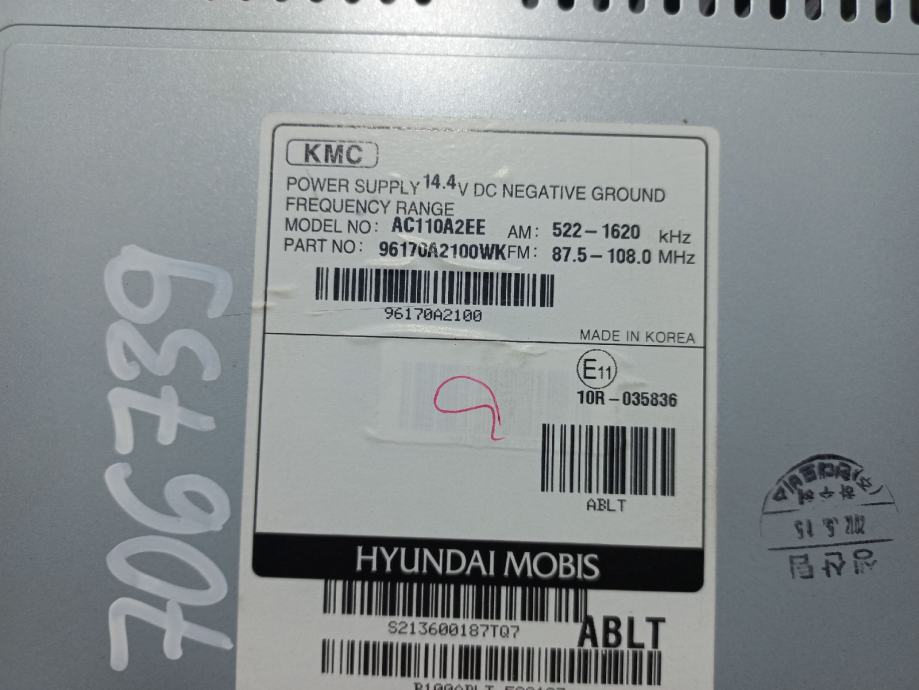 KMC
POWER SUPPLY 14.4V DC NEGATIVE GROUND
FREQUENCY RANGE
MODEL NO: AC110A2EE AM: 522-1620 kHz
PART NO: 96170A2100WK FM: 87.5-108.0 MHz
96170A2100
MADE IN KOREA
E11
10R-035836
ABLT
HYUNDAI MOBIS
S213600187TQ7
ABLT
706739